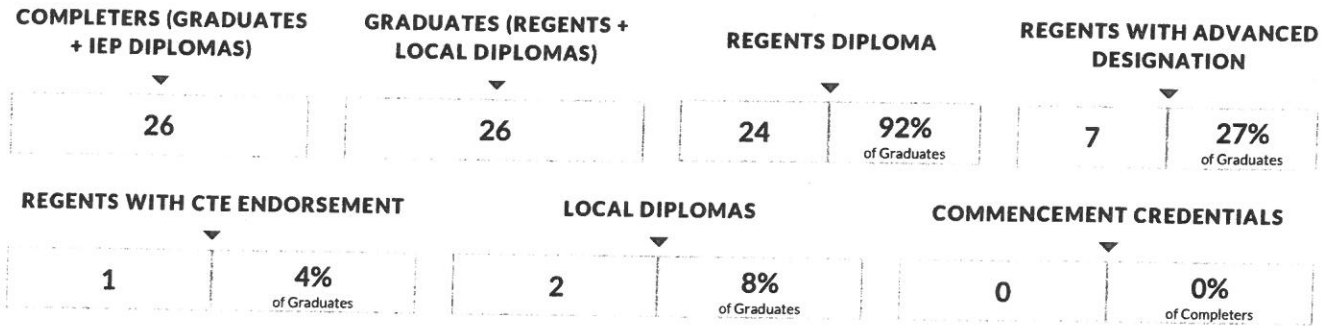 COMPLETERS (GRADUATES
+ IEP DIPLOMAS)
26
GRADUATES (REGENTS +
LOCAL DIPLOMAS)
26
REGENTS DIPLOMA
24
92%
of Graduates
REGENTS WITH ADVANCED
DESIGNATION
7
27%
of Graduates
REGENTS WITH CTE ENDORSEMENT
1
4%
of Graduates
LOCAL DIPLOMAS
2
8%
of Graduates
COMMENCEMENT CREDENTIALS
0
0%
of Completers